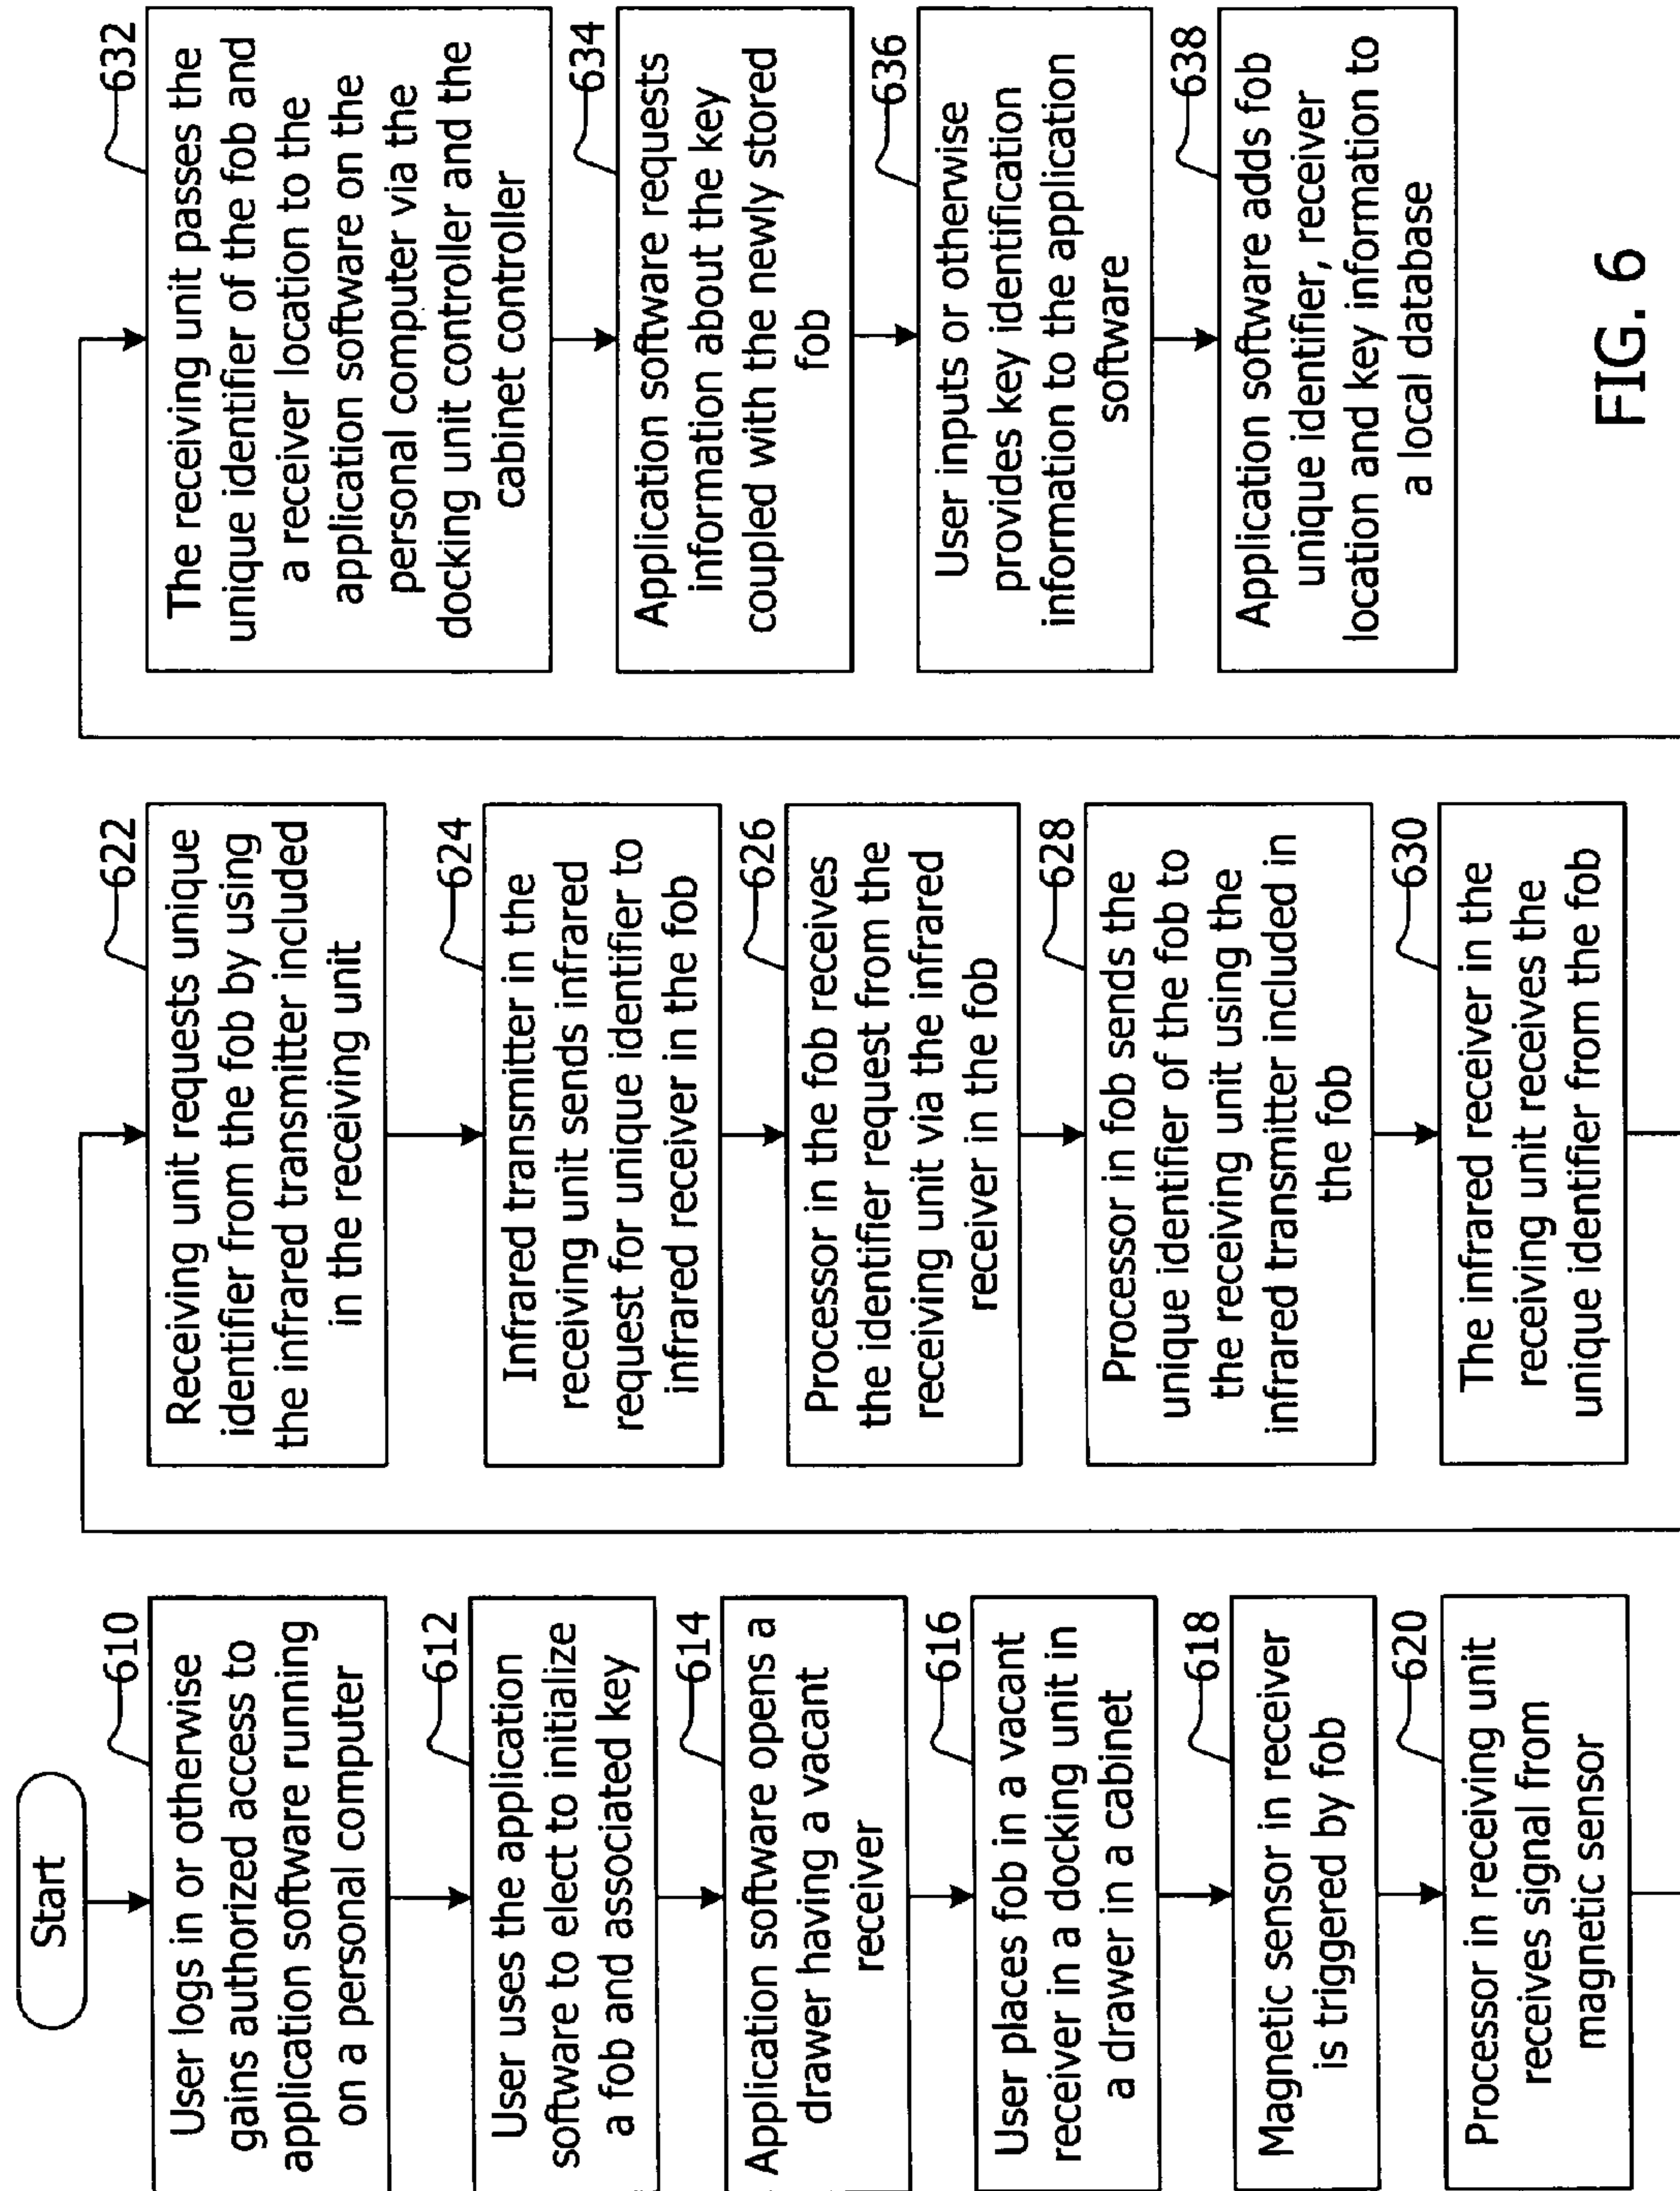 Start
610
User logs in or otherwise
gains authorized access to
application software running
on a personal computer
612
User uses the application
software to elect to initialize
a fob and associated key
614
Application software opens a
drawer having a vacant
receiver
616
User places fob in a vacant
receiver in a docking unit in
a drawer in a cabinet
618
Magnetic sensor in receiver
is triggered by fob
620
Processor in receiving unit
receives signal from
magnetic sensor
622
Receiving unit requests unique
identifier from the fob by using
the infrared transmitter included
in the receiving unit
624
Infrared transmitter in the
receiving unit sends infrared
request for unique identifier to
infrared receiver in the fob
626
Processor in the fob receives
the identifier request from the
receiving unit via the infrared
receiver in the fob
628
Processor in fob sends the
unique identifier of the fob to
the receiving unit using the
infrared transmitter included in
the fob
630
The infrared receiver in the
receiving unit receives the
unique identifier from the fob
632
The receiving unit passes the
unique identifier of the fob and
a receiver location to the
application software on the
personal computer via the
docking unit controller and the
cabinet controller
634
Application software requests
information about the key
coupled with the newly stored
fob
636
User inputs or otherwise
provides key identification
information to the application
software
638
Application software adds fob
unique identifier, receiver
location and key information to
a local database
FIG. 6